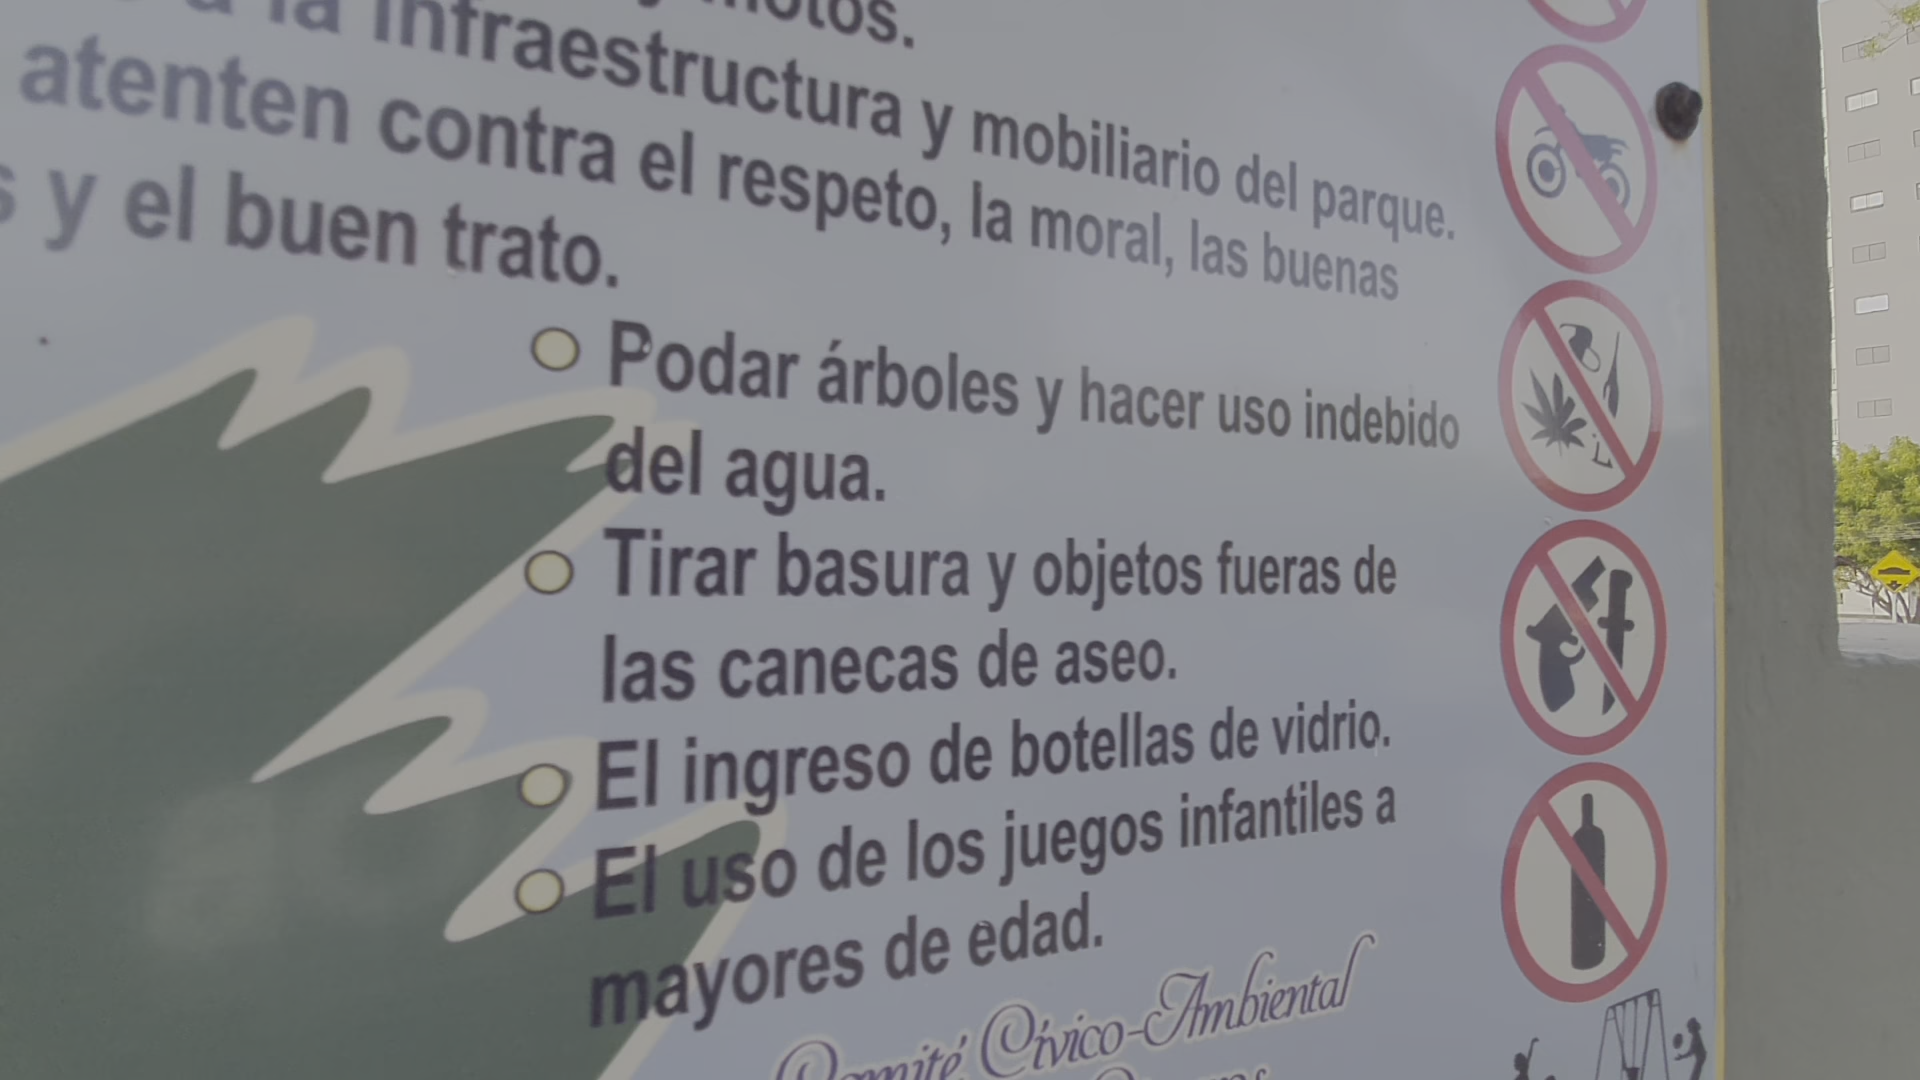 y motos.
a la infraestructura y mobiliario del parque.
atenten contra el respeto, la moral, las buenas
s y el buen trato.
Podar árboles y hacer uso indebido
del agua.
Tirar basura y objetos fueras de
las canecas de aseo.
El ingreso de botellas de vidrio.
El uso de los juegos infantiles a
mayores de edad.
Comité Cívico-Ambiental